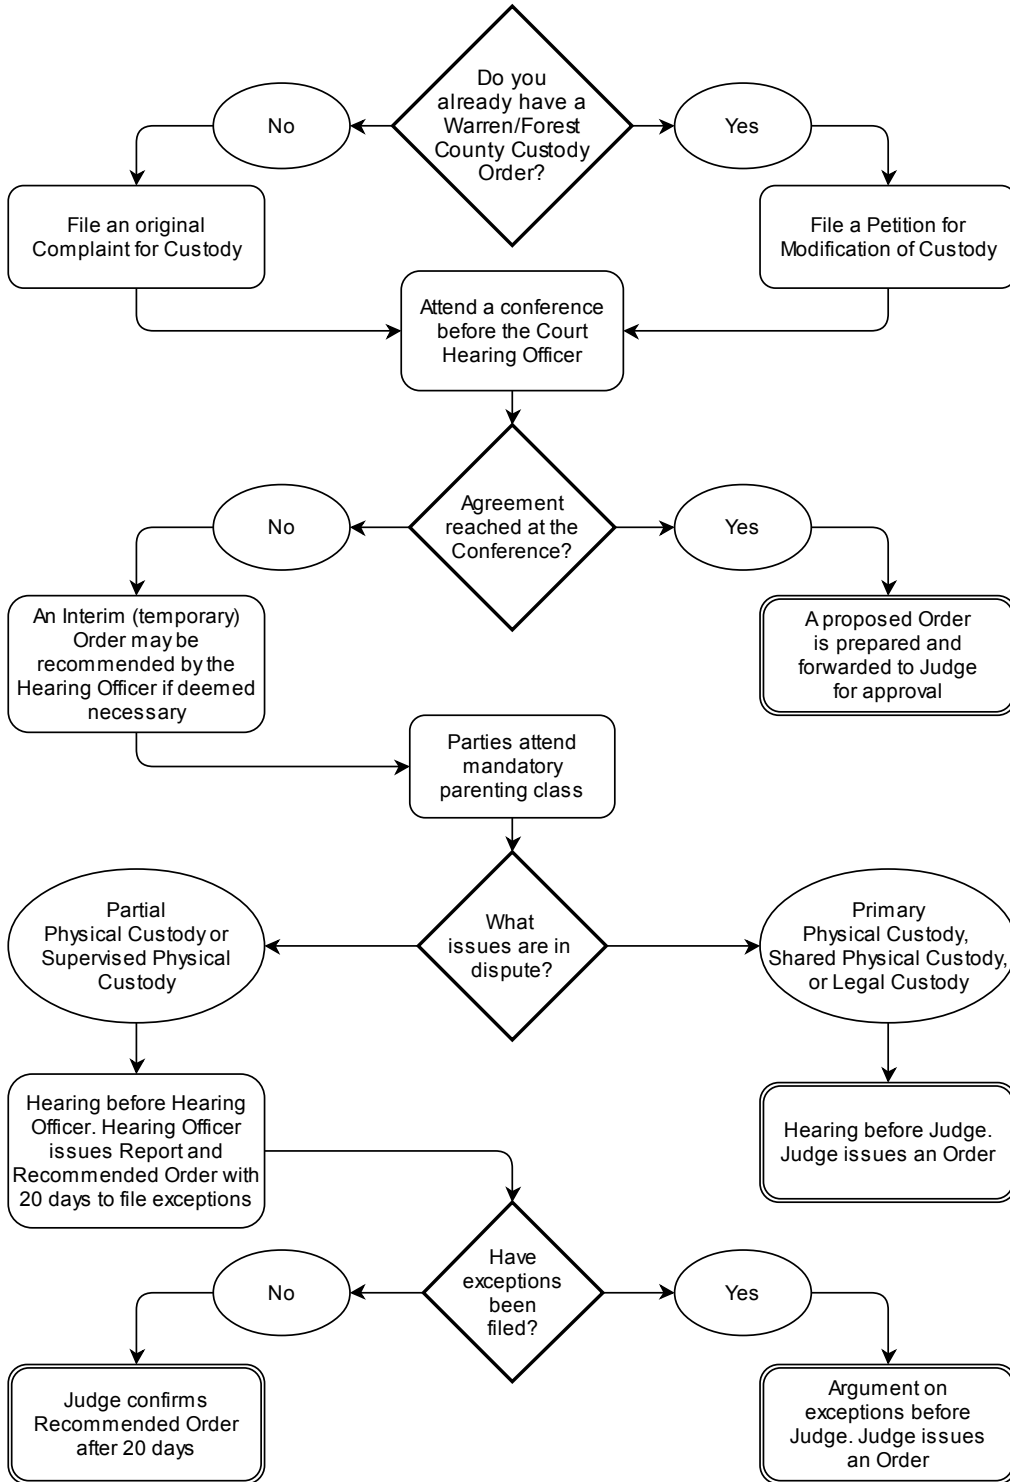 Do you
already have a
Warren/Forest
County Custody
Order?
No
Yes
File an original
Complaint for Custody
File a Petition for
Modification of Custody
Attend a conference
before the Court
Hearing Officer
Agreement
reached at the
Conference?
No
Yes
An Interim (temporary)
Order may be
recommended by the
Hearing Officer if deemed
necessary
A proposed Order
is prepared and
forwarded to Judge
for approval
Parties attend
mandatory
parenting class
What
issues are in
dispute?
Partial
Physical Custody or
Supervised Physical
Custody
Primary
Physical Custody,
Shared Physical Custody,
or Legal Custody
Hearing before Hearing
Officer. Hearing Officer
issues Report and
Recommended Order with
20 days to file exceptions
Hearing before Judge.
Judge issues an Order
Have
exceptions
been
filed?
No
Yes
Judge confirms
Recommended Order
after 20 days
Argument on
exceptions before
Judge. Judge issues
an Order